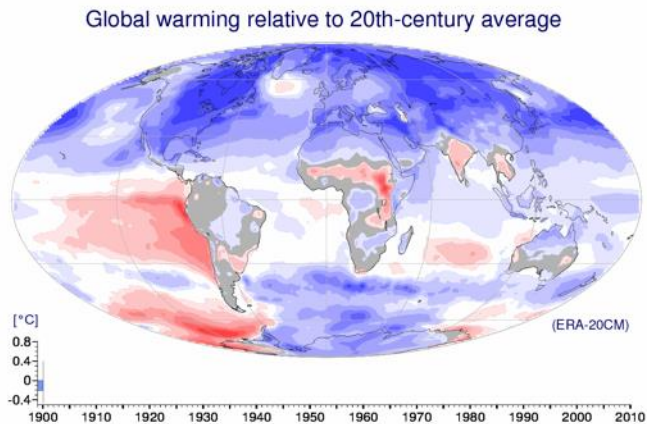 Global warming relative to 20th-century average
(ERA-20CM)
[°C]
0.8
0.4
0
-0.4
1900 1910 1920 1930 1940 1950 1960 1970 1980 1990 2000 2010